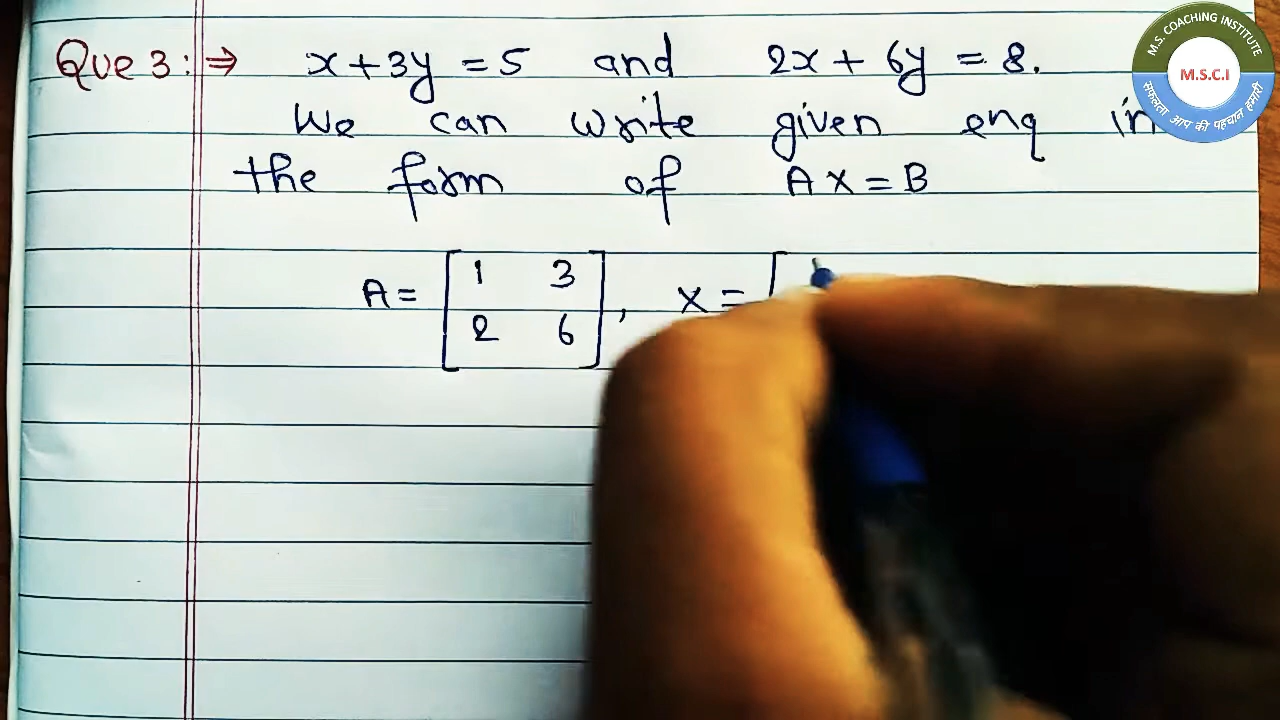 Que 3:⇒ x+3y = 5 and 2x + 6y = 8.
We can write given enq in
the form of AX = B
A = [1 3
2 6], X = [
M.S. COACHING INSTITUTE
M.S.C.I
सफलता आप की पहचान हमारी